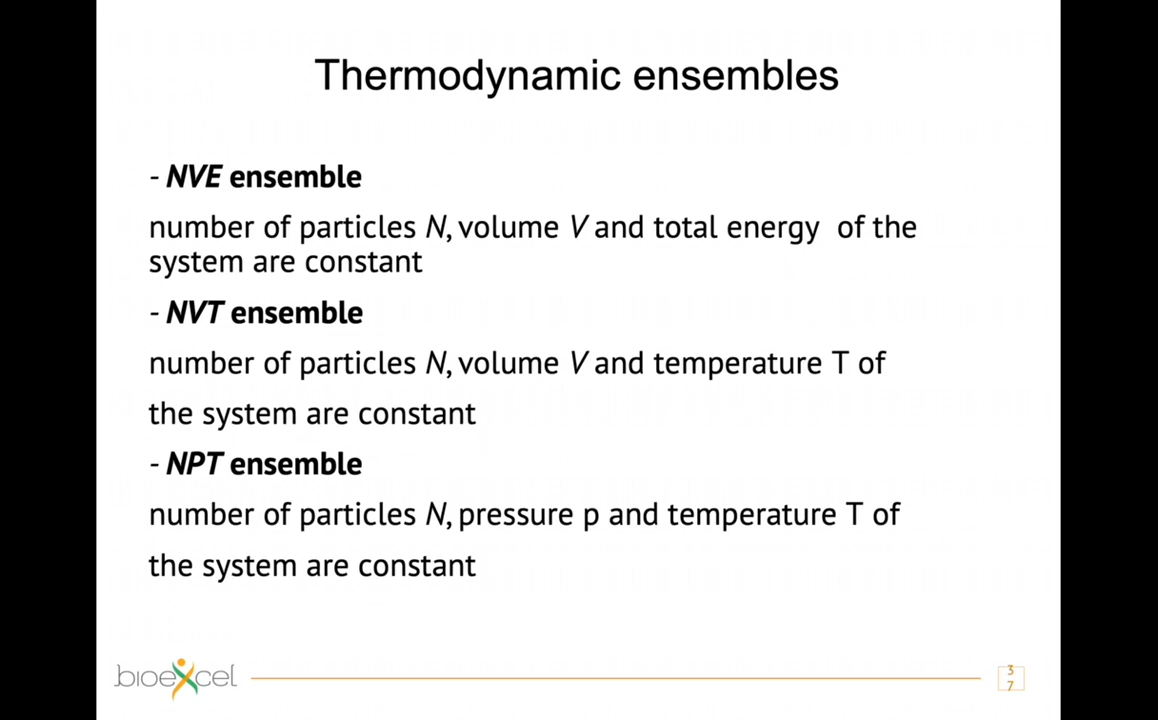 Thermodynamic ensembles
- NVE ensemble
number of particles N, volume V and total energy of the
system are constant
- NVT ensemble
number of particles N, volume V and temperature T of
the system are constant
- NPT ensemble
number of particles N, pressure p and temperature T of
the system are constant
bioexcel
3
7